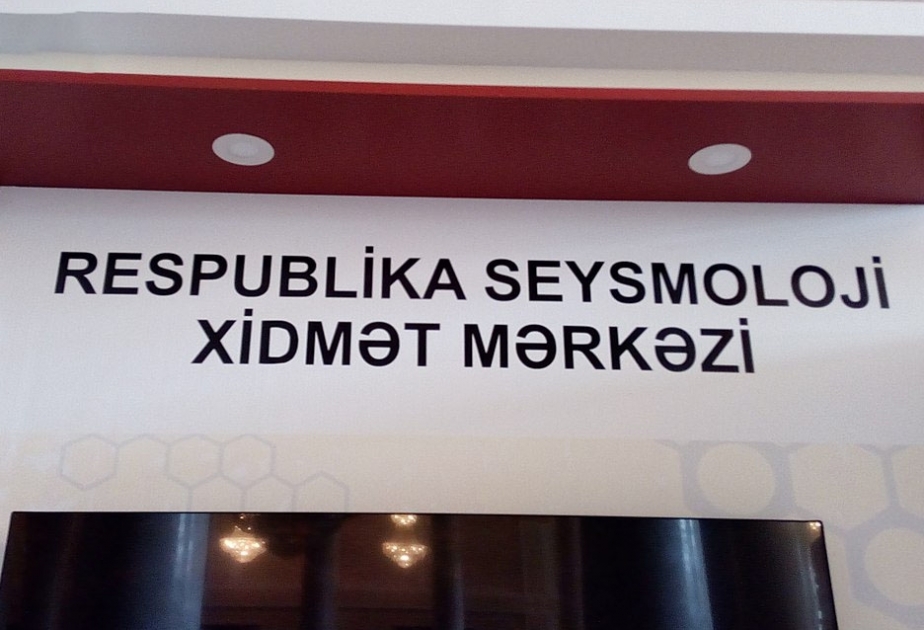 RESPUBLİKA SEYSMOLOJİ
XİDMƏT MƏRKƏZİ